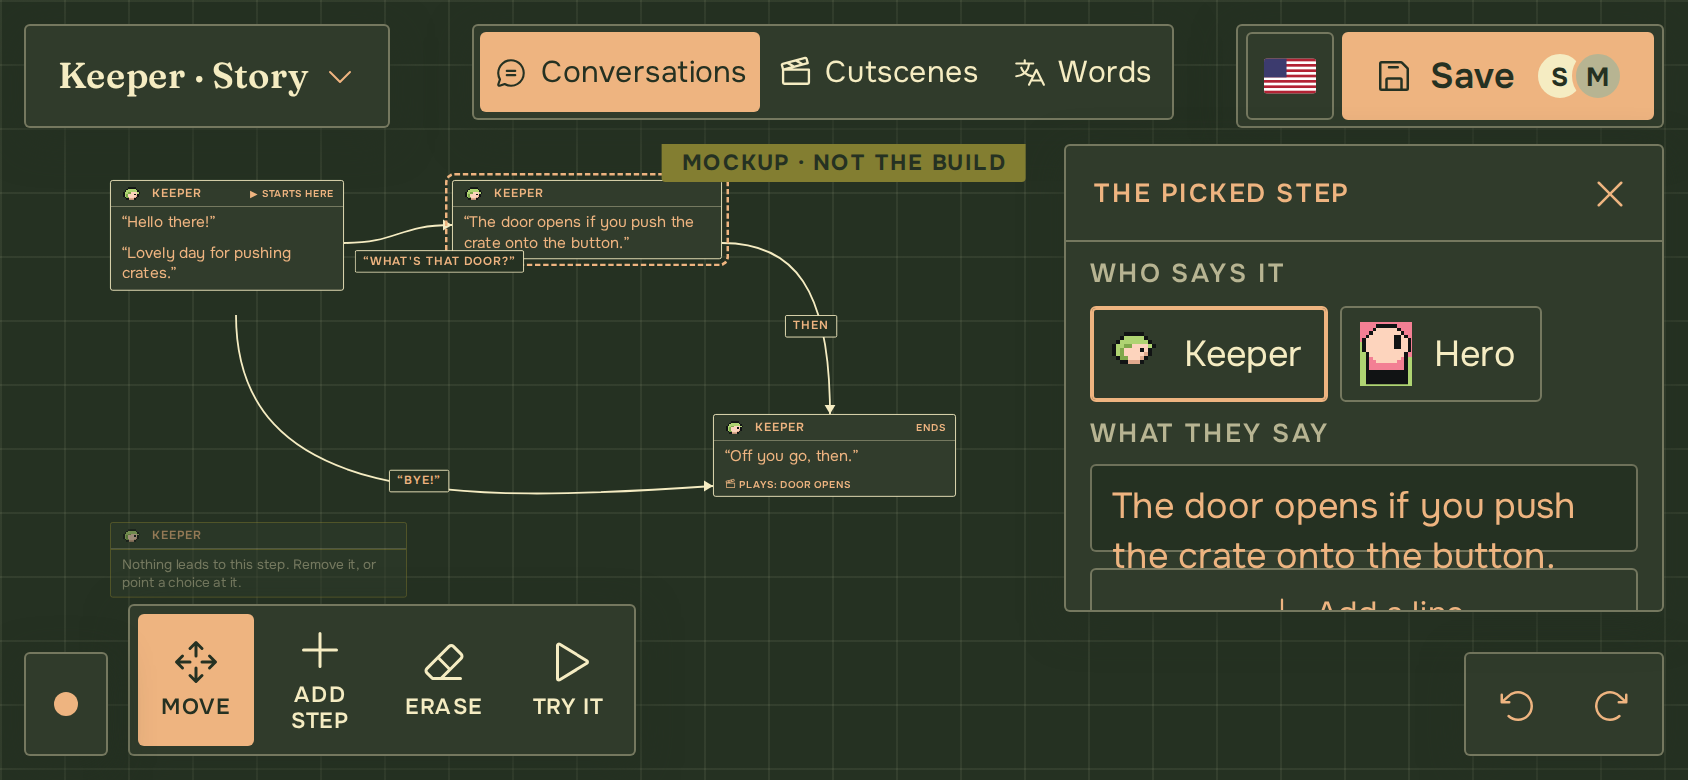 Keeper · Story
Conversations
Cutscenes
Words
Save
S
M
MOCKUP · NOT THE BUILD
KEEPER
▶ STARTS HERE
“Hello there!”
“Lovely day for pushing
crates.”
KEEPER
“The door opens if you push the
crate onto the button.”
“WHAT'S THAT DOOR?”
THEN
KEEPER
ENDS
“Off you go, then.”
PLAYS: DOOR OPENS
“BYE!”
KEEPER
Nothing leads to this step. Remove it, or
point a choice at it.
THE PICKED STEP
WHO SAYS IT
Keeper
Hero
WHAT THEY SAY
The door opens if you push
the crate onto the button.
Add a line
MOVE
ADD
STEP
ERASE
TRY IT